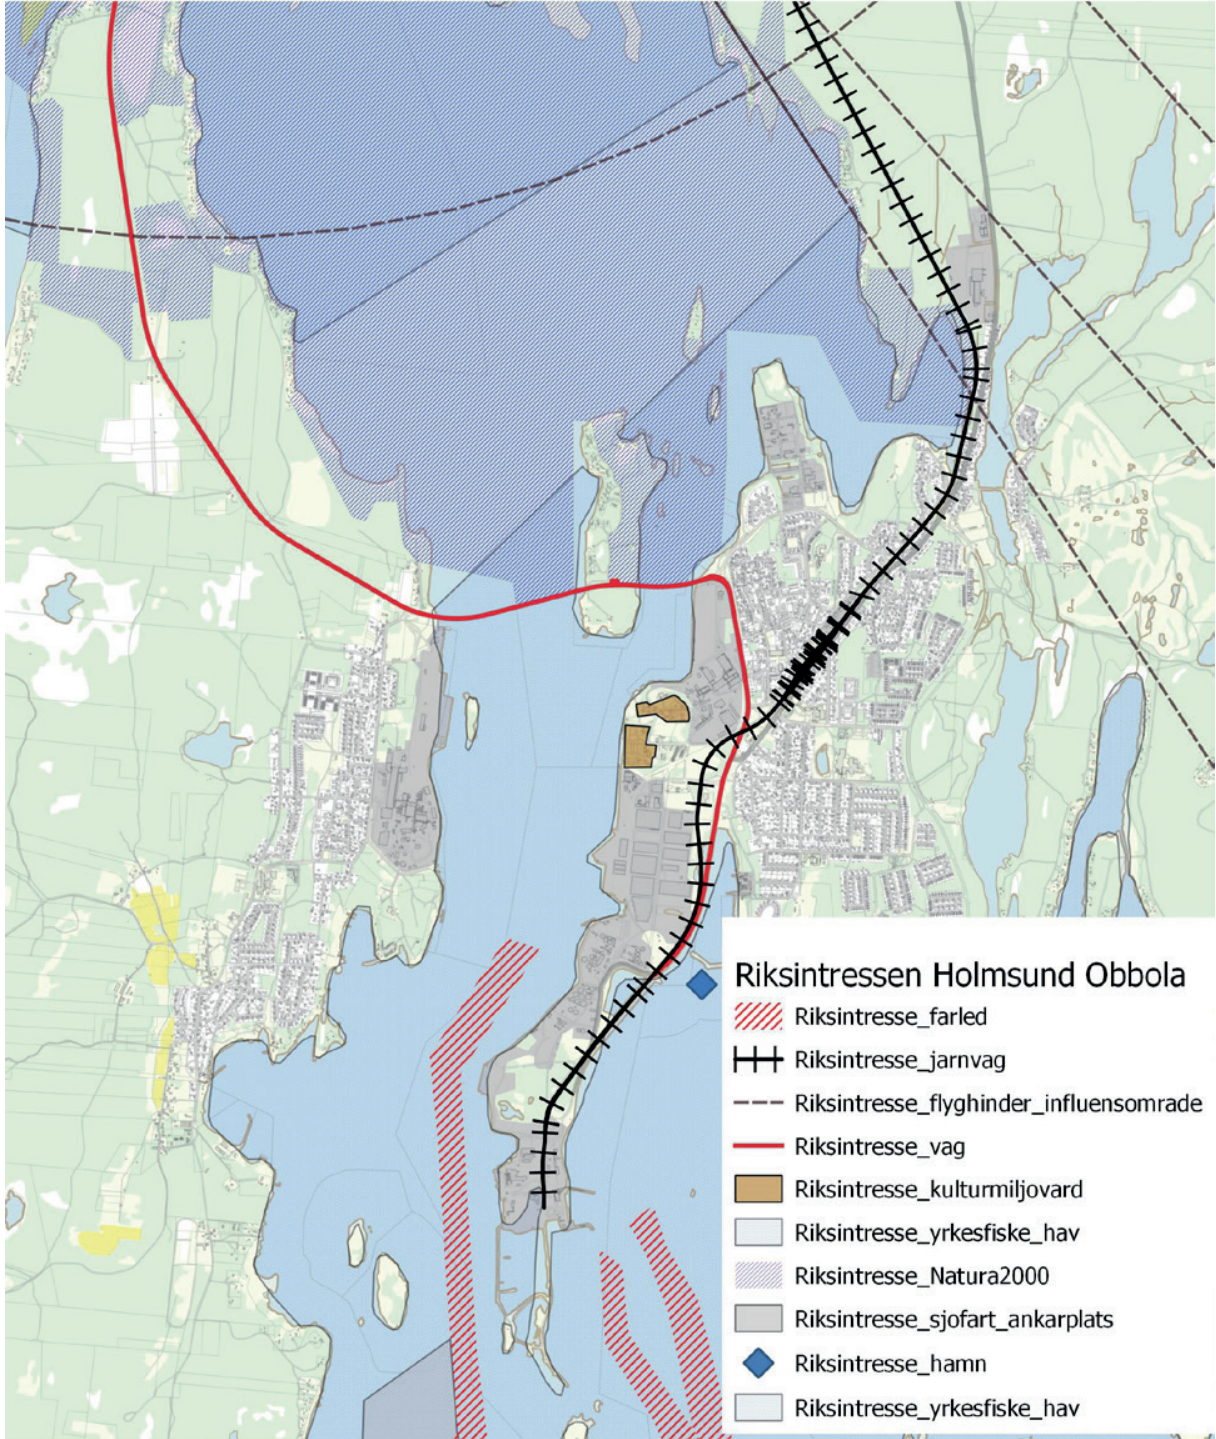 Riksintressen Holmsund Obbola
Riksintresse_farled
Riksintresse_jarnvag
Riksintresse_flyghinder_influensomrade
Riksintresse_vag
Riksintresse_kulturmiljovard
Riksintresse_yrkesfiske_hav
Riksintresse_Natura2000
Riksintresse_sjofart_ankarplats
Riksintresse_hamn
Riksintresse_yrkesfiske_hav